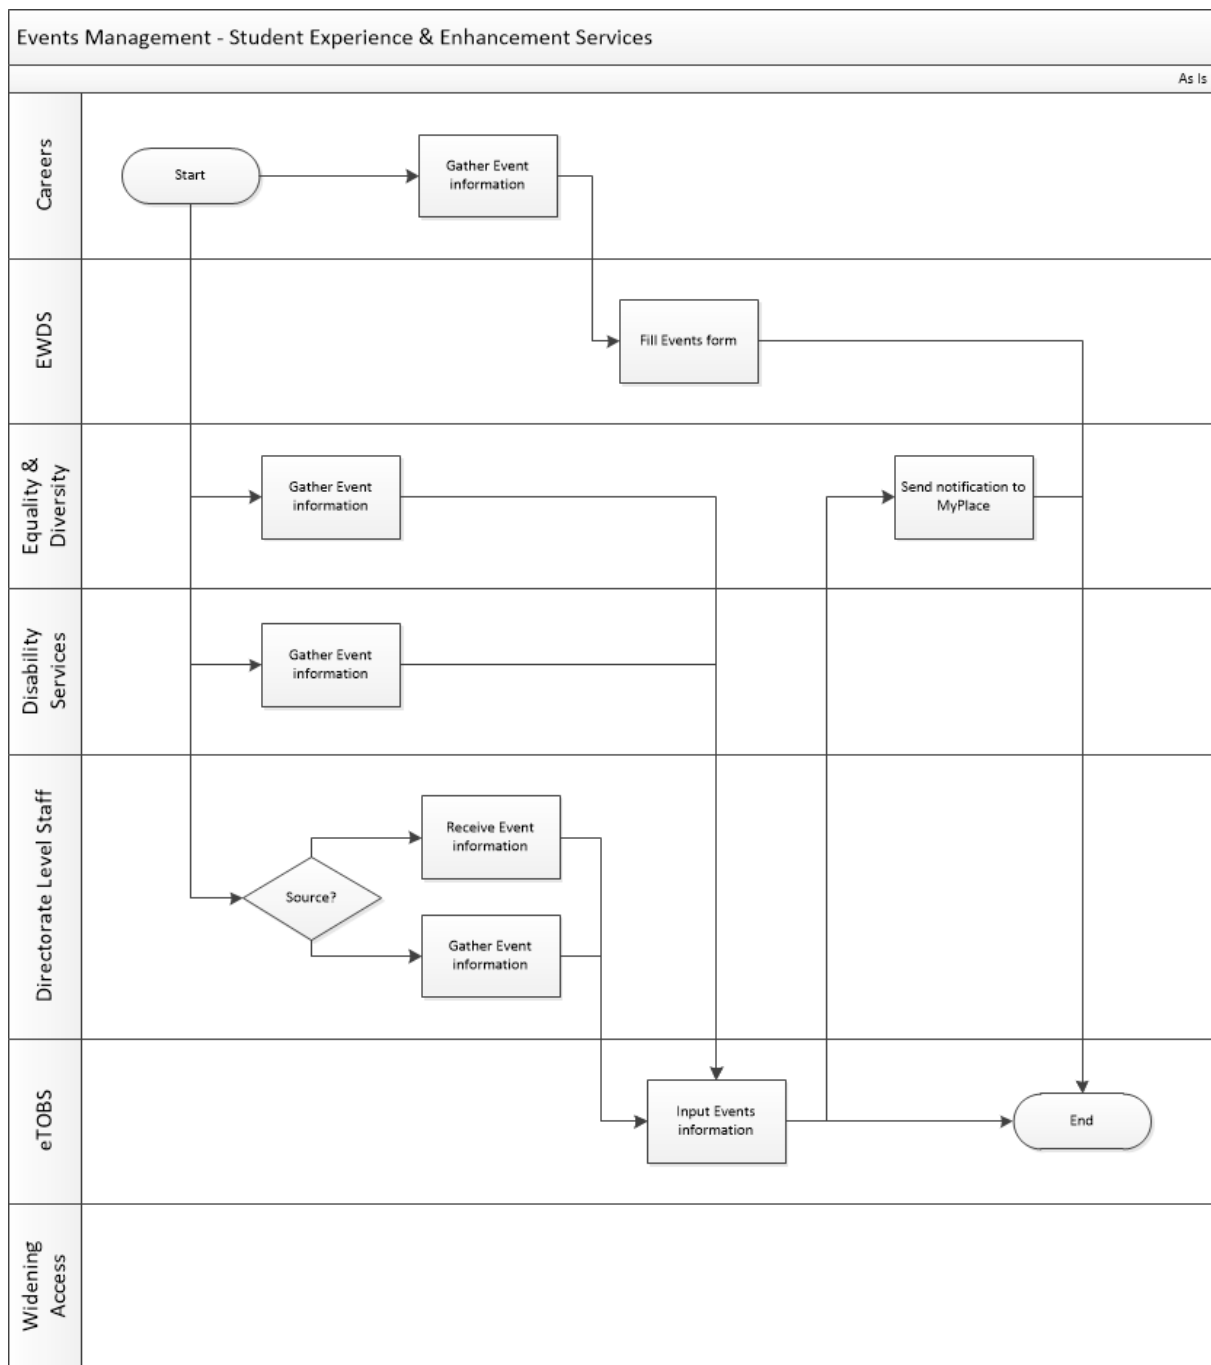 Events Management - Student Experience & Enhancement Services
As Is
Careers
Start
Gather Event
information
EWDS
Fill Events form
Equality &
Diversity
Gather Event
information
Send notification to
MyPlace
Disability
Services
Gather Event
information
Directorate Level Staff
Receive Event
information
Source?
Gather Event
information
eTOBS
Input Events
information
End
Widening
Access